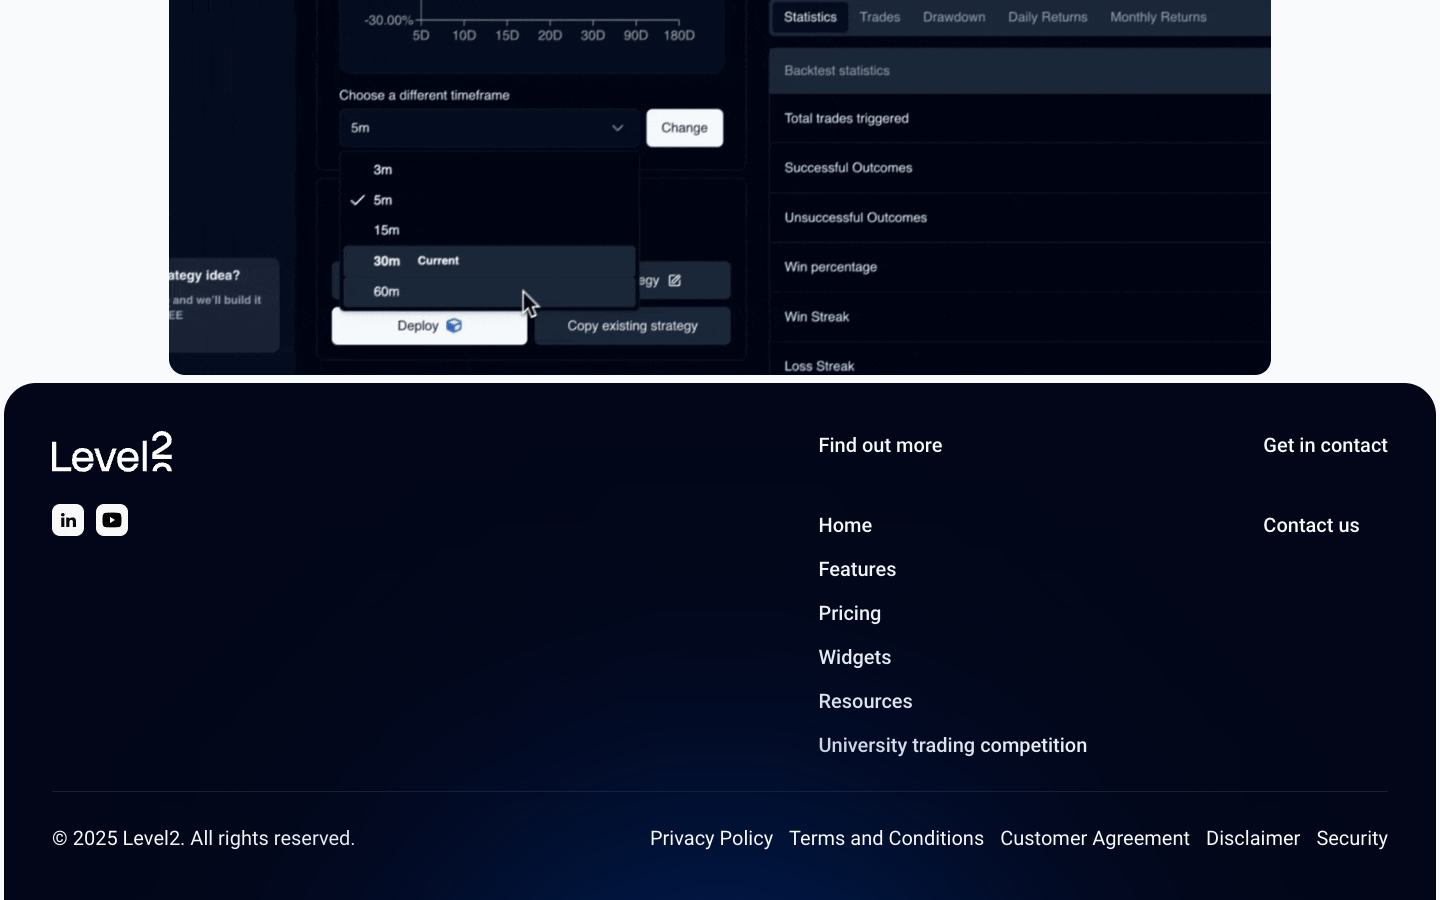 -30.00%
5D 10D 15D 20D 30D 90D 180D
Choose a different timeframe
5m
Change
3m
5m
15m
30m Current
60m
ategy idea?
and we'll build it
EE
egy
Deploy
Copy existing strategy
Statistics Trades Drawdown Daily Returns Monthly Returns
Backtest statistics
Total trades triggered
Successful Outcomes
Unsuccessful Outcomes
Win percentage
Win Streak
Loss Streak
Level2
in
Find out more
Home
Features
Pricing
Widgets
Resources
University trading competition
Get in contact
Contact us
© 2025 Level2. All rights reserved.
Privacy Policy Terms and Conditions Customer Agreement Disclaimer Security